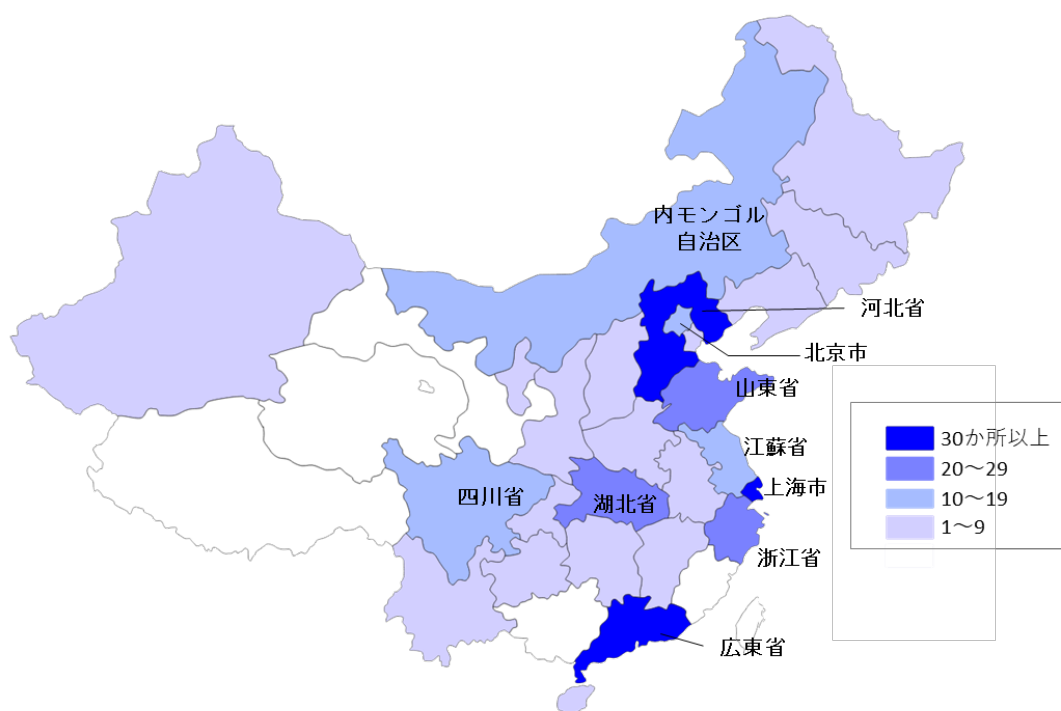 内モンゴル
自治区
河北省
北京市
山東省
江蘇省
上海市
四川省
湖北省
浙江省
広東省
30か所以上
20～29
10～19
1～9